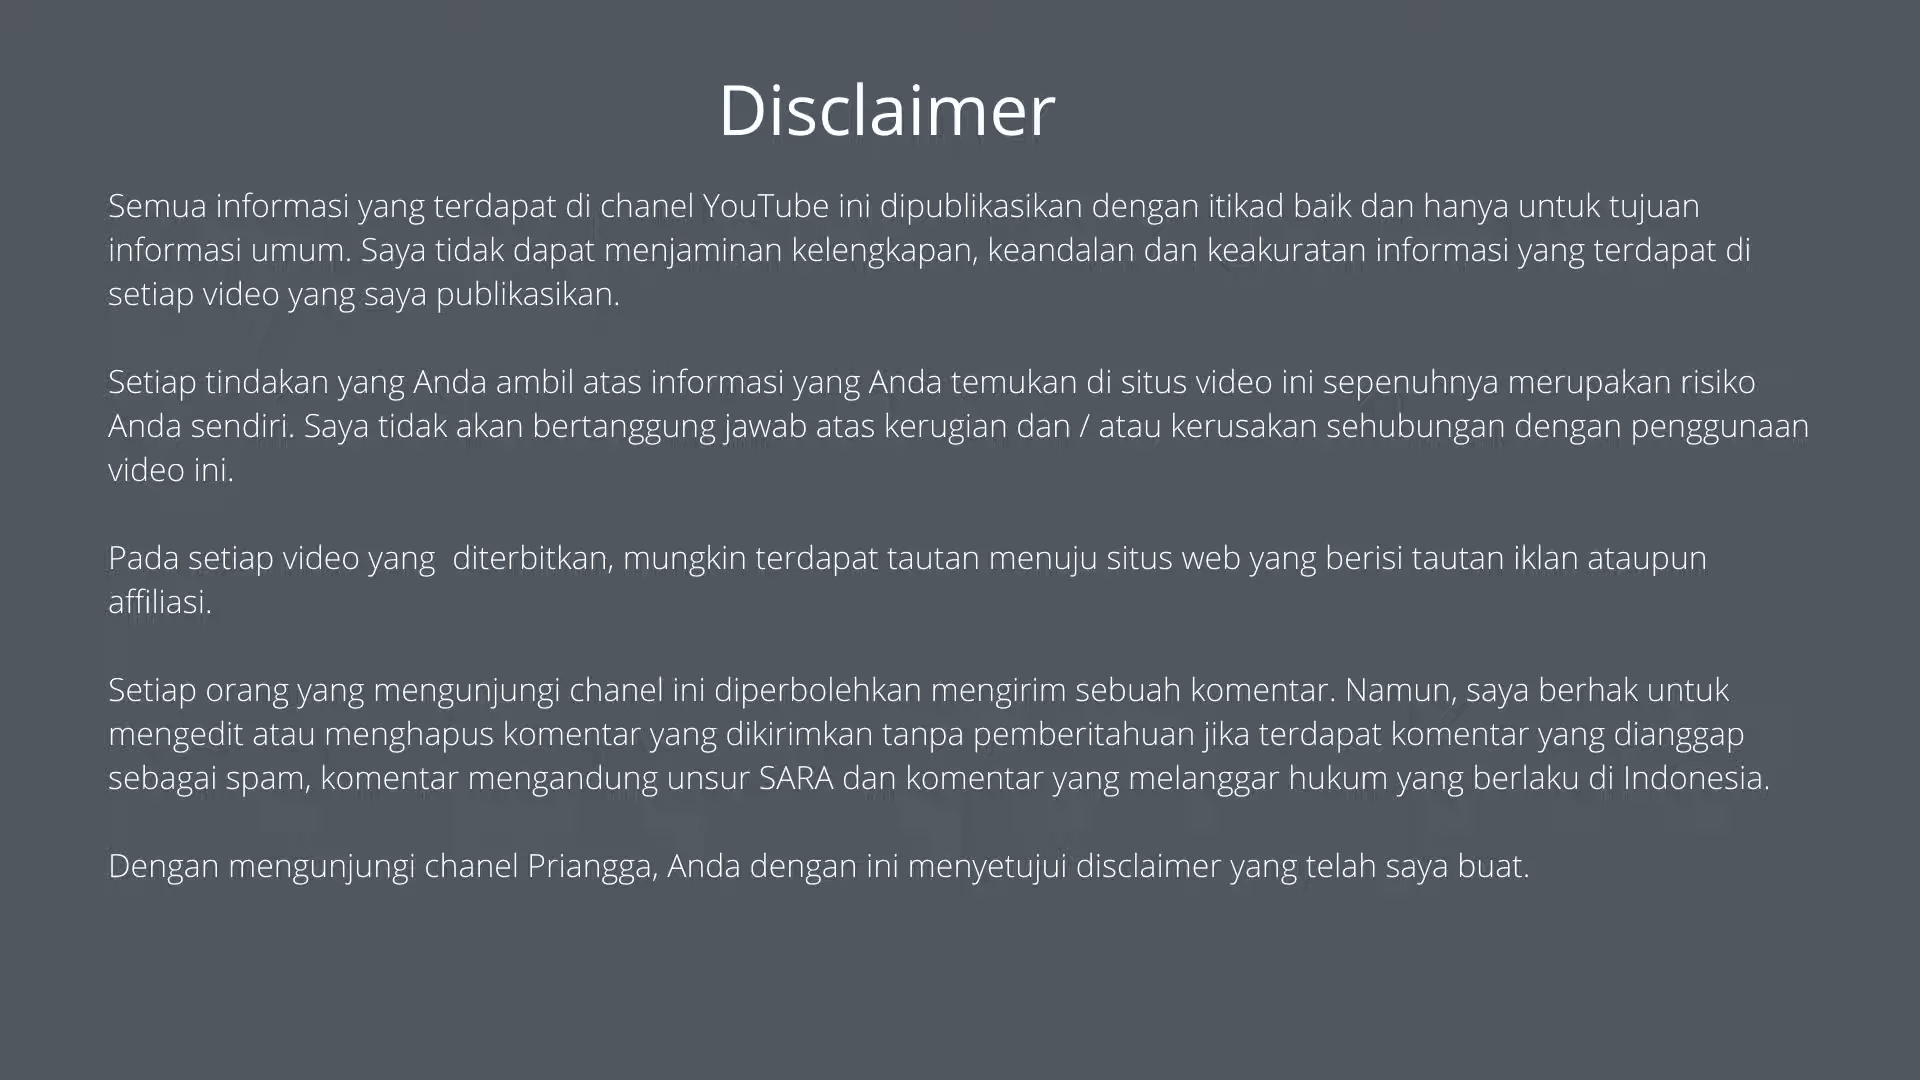 Disclaimer
Semua informasi yang terdapat di chanel YouTube ini dipublikasikan dengan itikad baik dan hanya untuk tujuan
informasi umum. Saya tidak dapat menjaminan kelengkapan, keandalan dan keakuratan informasi yang terdapat di
setiap video yang saya publikasikan.
Setiap tindakan yang Anda ambil atas informasi yang Anda temukan di situs video ini sepenuhnya merupakan risiko
Anda sendiri. Saya tidak akan bertanggung jawab atas kerugian dan / atau kerusakan sehubungan dengan penggunaan
video ini.
Pada setiap video yang  diterbitkan, mungkin terdapat tautan menuju situs web yang berisi tautan iklan ataupun
affiliasi.
Setiap orang yang mengunjungi chanel ini diperbolehkan mengirim sebuah komentar. Namun, saya berhak untuk
mengedit atau menghapus komentar yang dikirimkan tanpa pemberitahuan jika terdapat komentar yang dianggap
sebagai spam, komentar mengandung unsur SARA dan komentar yang melanggar hukum yang berlaku di Indonesia.
Dengan mengunjungi chanel Priangga, Anda dengan ini menyetujui disclaimer yang telah saya buat.